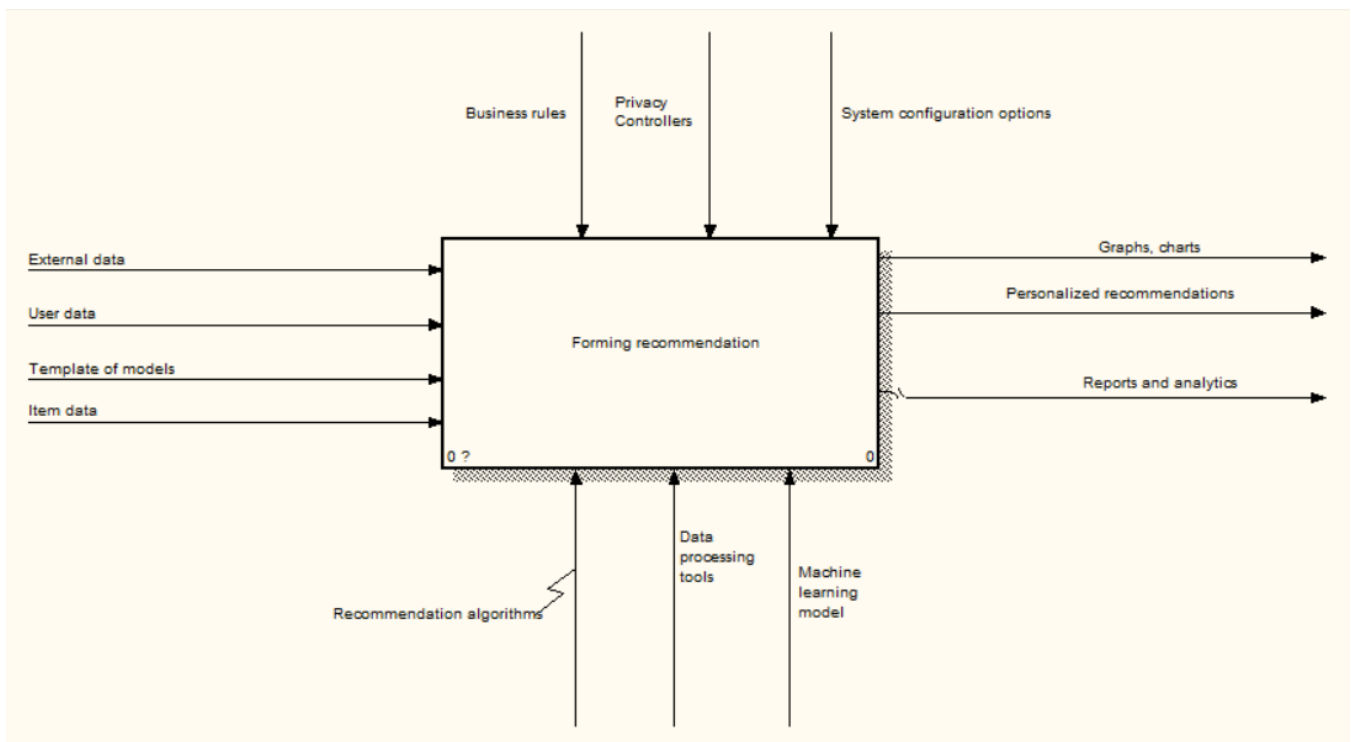 Business rules
Privacy
Controllers
System configuration options
External data
User data
Template of models
Item data
Forming recommendation
0 ?
0
Graphs, charts
Personalized recommendations
Reports and analytics
Recommendation algorithms
Data
processing
tools
Machine
learning
model